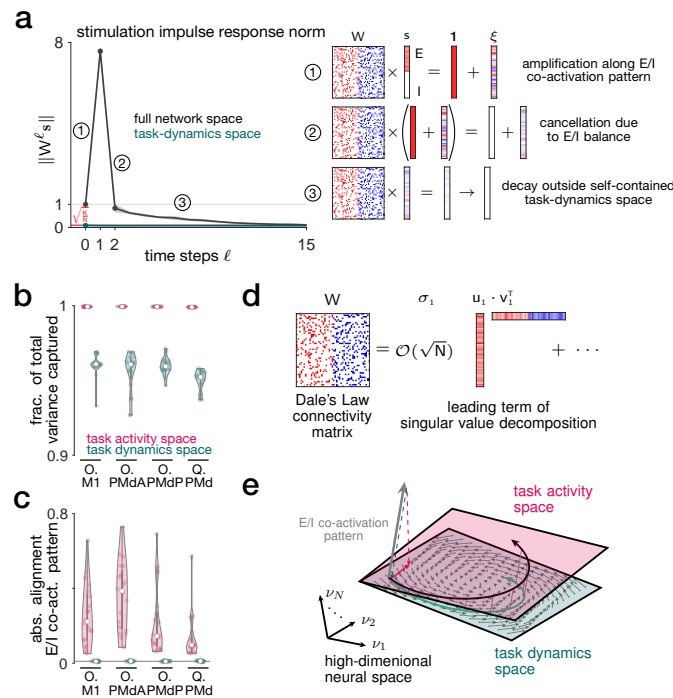 a
stimulation impulse response norm
8
||Wℓs||
1
0
full network space
task-dynamics space
①
②
③
0 1 2 15
time steps ℓ
W s 1 ξ
E
I
① × = +
amplification along E/I
co-activation pattern
② × ( + ) = +
cancellation due
to E/I balance
③ × = →
decay outside self-contained
task-dynamics space
b
frac. of total
variance captured
1
0.9
task activity space
task dynamics space
O. O. O. Q.
M1 PMdA PMdP PMd
c
abs. alignment
E/I co-act. pattern
0.8
0
O. O. O. Q.
M1 PMdA PMdP PMd
d
W σ₁ u₁ · v₁ᵀ
= O(√N) + ···
Dale's Law
connectivity
matrix
leading term of
singular value decomposition
e
task activity
space
E/I co-activation
pattern
νN
ν₂
ν₁
high-dimenional
neural space
task dynamics
space